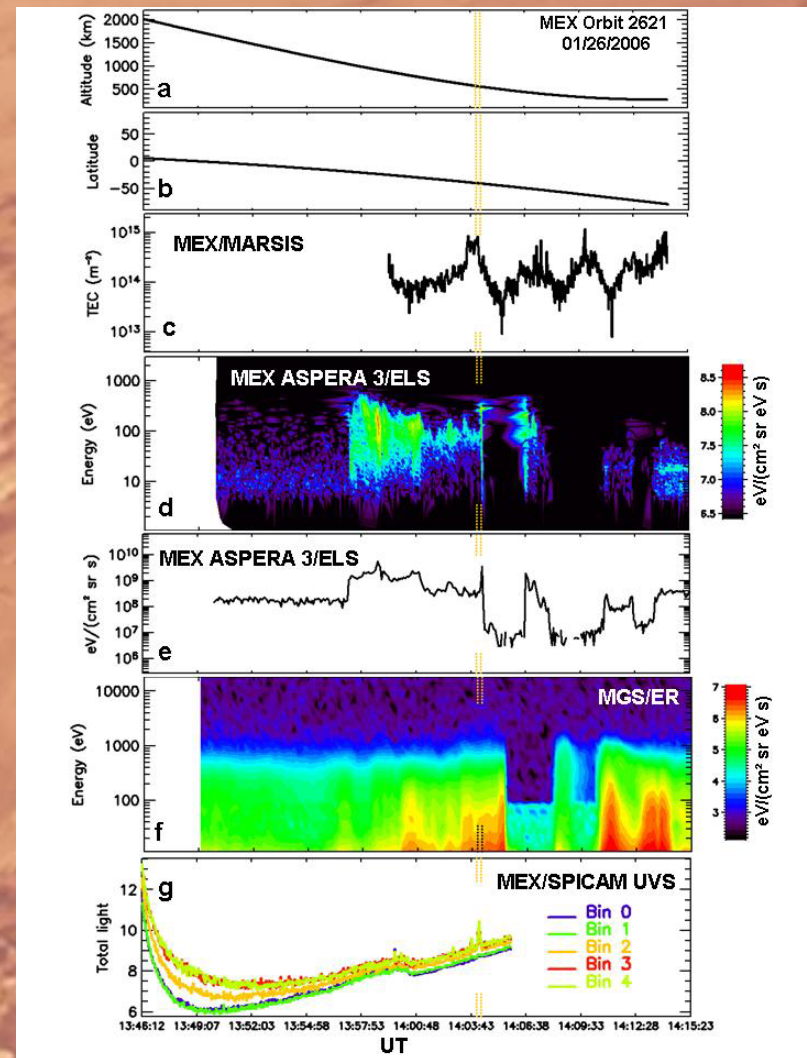 MEX Orbit 2621
01/26/2006
Altitude (km)
2000
1500
1000
500
a
Latitude
50
0
−50
b
MEX/MARSIS
TEC (m⁻²)
10¹⁵
10¹⁴
10¹³
c
MEX ASPERA 3/ELS
Energy (eV)
1000
100
10
d
8.5
8.0
7.5
7.0
6.5
eV/(cm² sr eV s)
MEX ASPERA 3/ELS
eV/(cm² sr s)
10¹⁰
10⁹
10⁸
10⁷
10⁶
e
MGS/ER
Energy (eV)
10000
1000
100
f
7
6
5
4
3
eV/(cm² sr eV s)
g
MEX/SPICAM UVS
Total light
12
10
8
6
Bin 0
Bin 1
Bin 2
Bin 3
Bin 4
13:46:12 13:49:07 13:52:03 13:54:58 13:57:53 14:00:48 14:03:43 14:06:38 14:09:33 14:12:28 14:15:23
UT